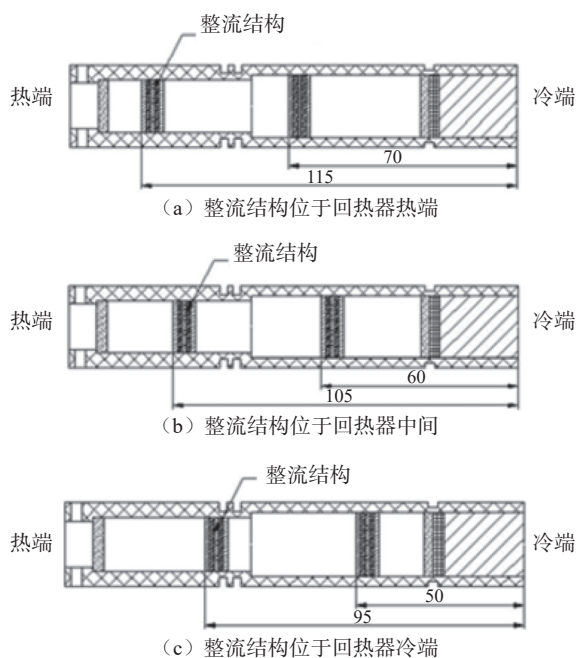 整流结构
热端
冷端
70
115
（a）整流结构位于回热器热端
整流结构
热端
冷端
60
105
（b）整流结构位于回热器中间
整流结构
热端
冷端
50
95
（c）整流结构位于回热器冷端